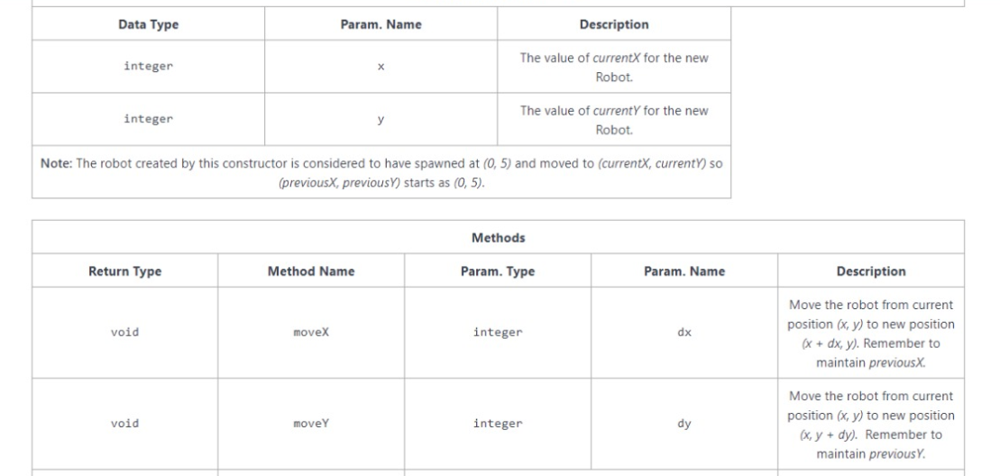 Data Type Param. Name Description
integer x The value of currentX for the new
Robot.
integer y The value of currentY for the new
Robot.
Note: The robot created by this constructor is considered to have spawned at (0, 5) and moved to (currentX, currentY) so
(previousX, previousY) starts as (0, 5).
Methods
Return Type Method Name Param. Type Param. Name Description
void moveX integer dx Move the robot from current
position (x, y) to new position
(x + dx, y). Remember to
maintain previousX.
void moveY integer dy Move the robot from current
position (x, y) to new position
(x, y + dy). Remember to
maintain previousY.